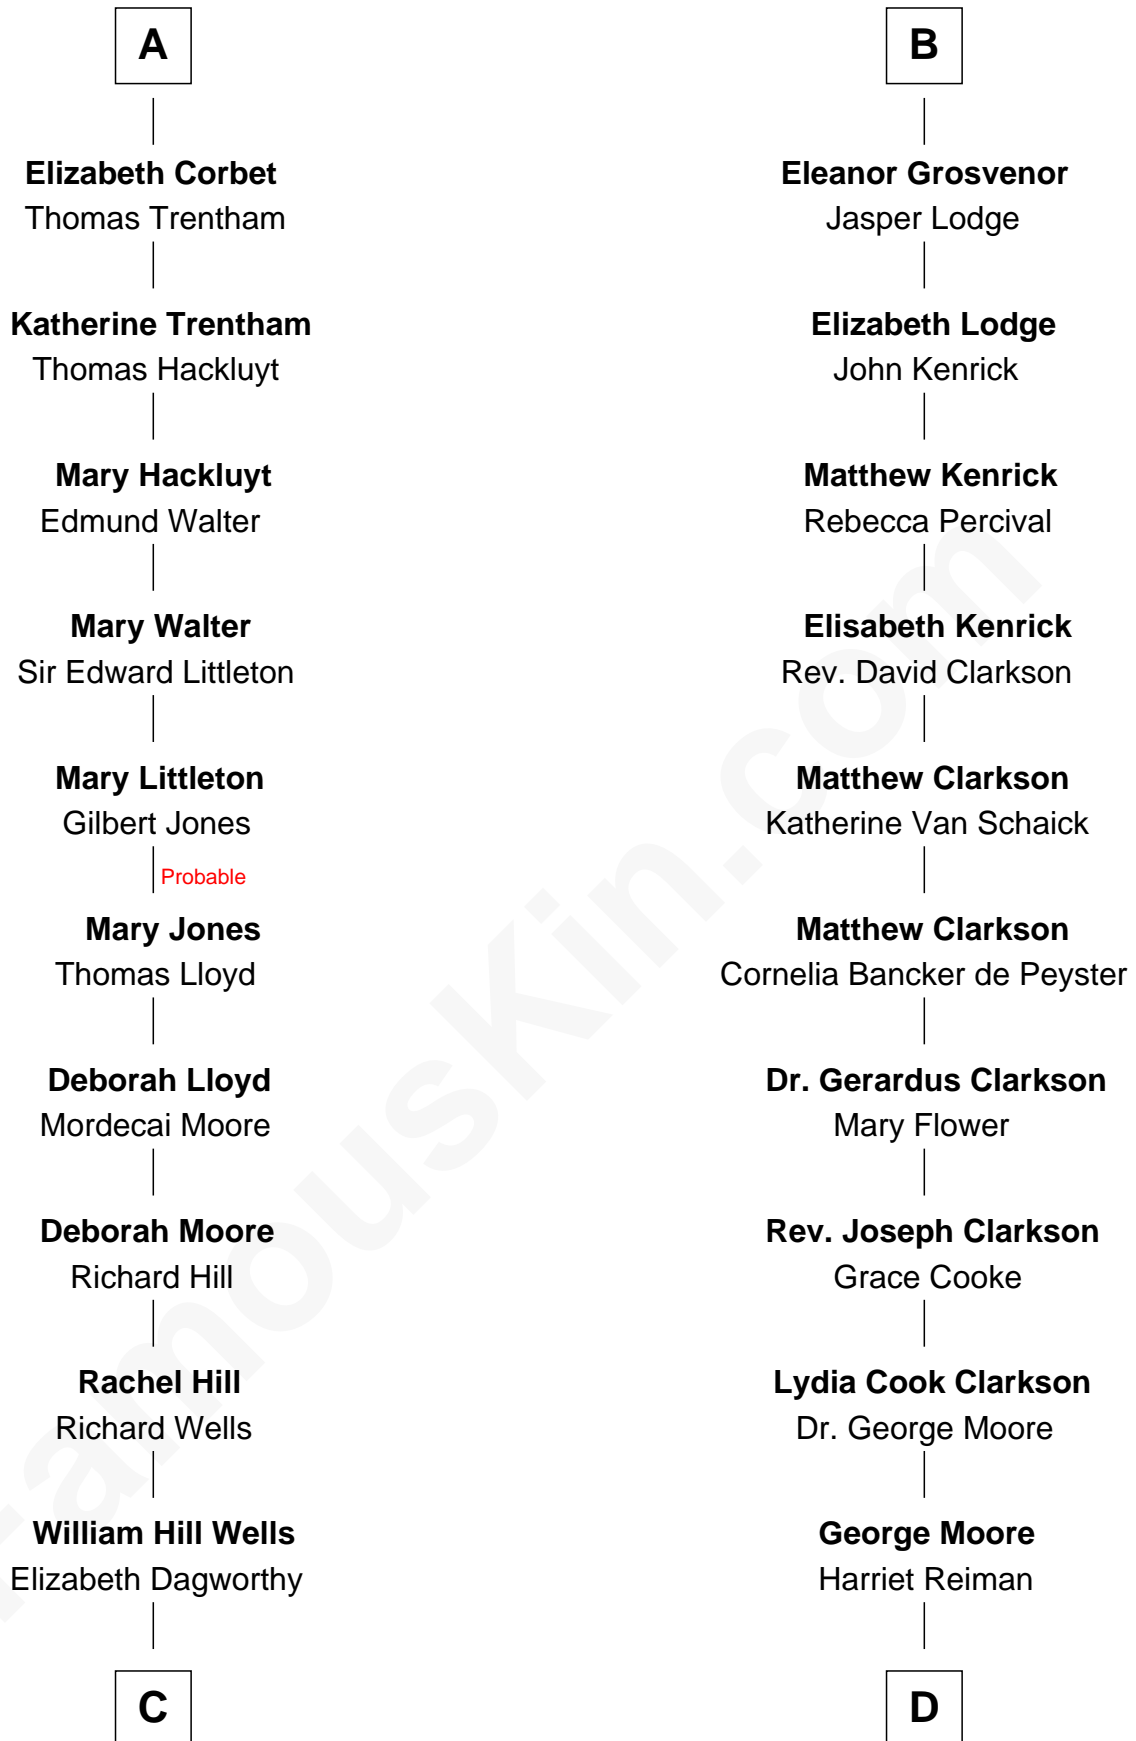 A
Elizabeth Corbet
Thomas Trentham
Katherine Trentham
Thomas Hackluyt
Mary Hackluyt
Edmund Walter
Mary Walter
Sir Edward Littleton
Mary Littleton
Gilbert Jones
Probable
Mary Jones
Thomas Lloyd
Deborah Lloyd
Mordecai Moore
Deborah Moore
Richard Hill
Rachel Hill
Richard Wells
William Hill Wells
Elizabeth Dagworthy
C
B
Eleanor Grosvenor
Jasper Lodge
Elizabeth Lodge
John Kenrick
Matthew Kenrick
Rebecca Percival
Elisabeth Kenrick
Rev. David Clarkson
Matthew Clarkson
Katherine Van Schaick
Matthew Clarkson
Cornelia Bancker de Peyster
Dr. Gerardus Clarkson
Mary Flower
Rev. Joseph Clarkson
Grace Cooke
Lydia Cook Clarkson
Dr. George Moore
George Moore
Harriet Reiman
D
FamousKin.com